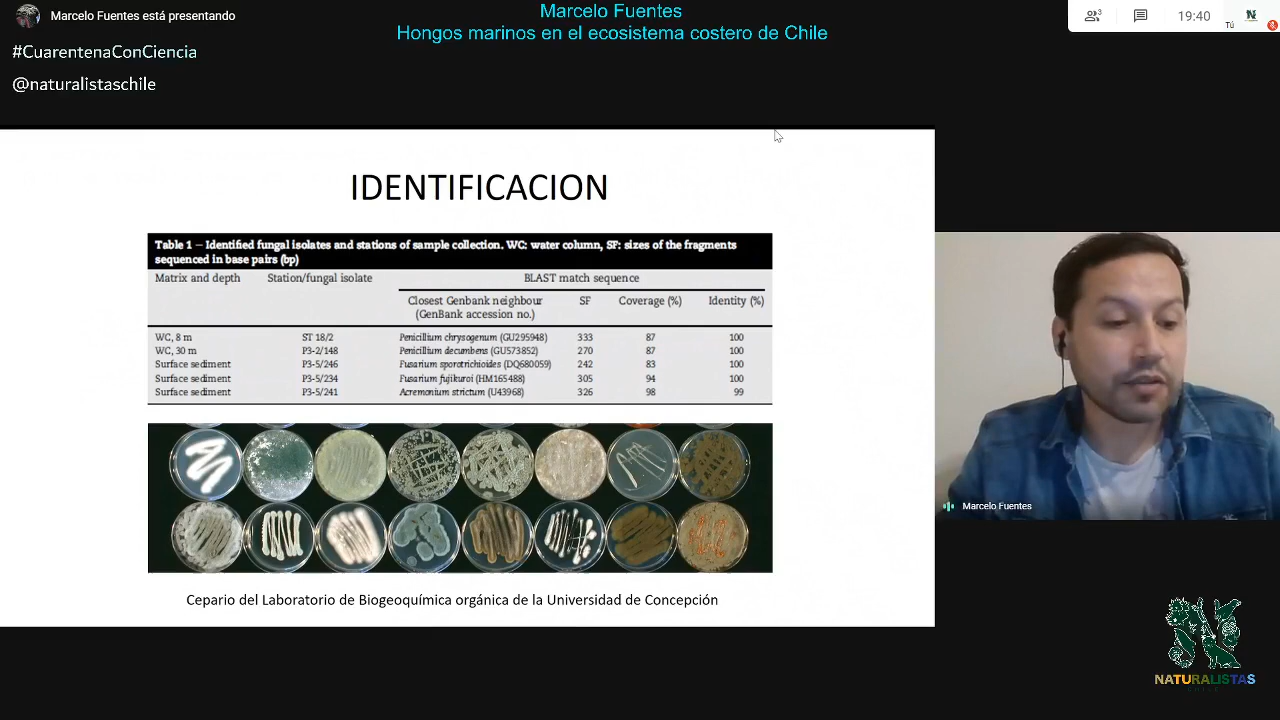 Marcelo Fuentes está presentando
Marcelo Fuentes
Hongos marinos en el ecosistema costero de Chile
3
19:40
Tú
#CuarentenaConCiencia
@naturalistaschile
IDENTIFICACION
Table 1 – Identified fungal isolates and stations of sample collection. WC: water column, SF: sizes of the fragments
sequenced in base pairs (bp)
Matrix and depth Station/fungal isolate BLAST match sequence
Closest Genbank neighbour SF Coverage (%) Identity (%)
(GenBank accession no.)
WC, 8 m ST 18/2 Penicillium chrysogenum (GU295948) 333 87 100
WC, 30 m P3-2/148 Penicillium decumbens (GU573852) 270 87 100
Surface sediment P3-5/246 Fusarium sporotrichioides (DQ680059) 242 83 100
Surface sediment P3-5/234 Fusarium fujikuroi (HM165488) 305 94 100
Surface sediment P3-5/241 Acremonium strictum (U43968) 326 98 99
Cepario del Laboratorio de Biogeoquímica orgánica de la Universidad de Concepción
Marcelo Fuentes
NATURALISTAS
CHILE